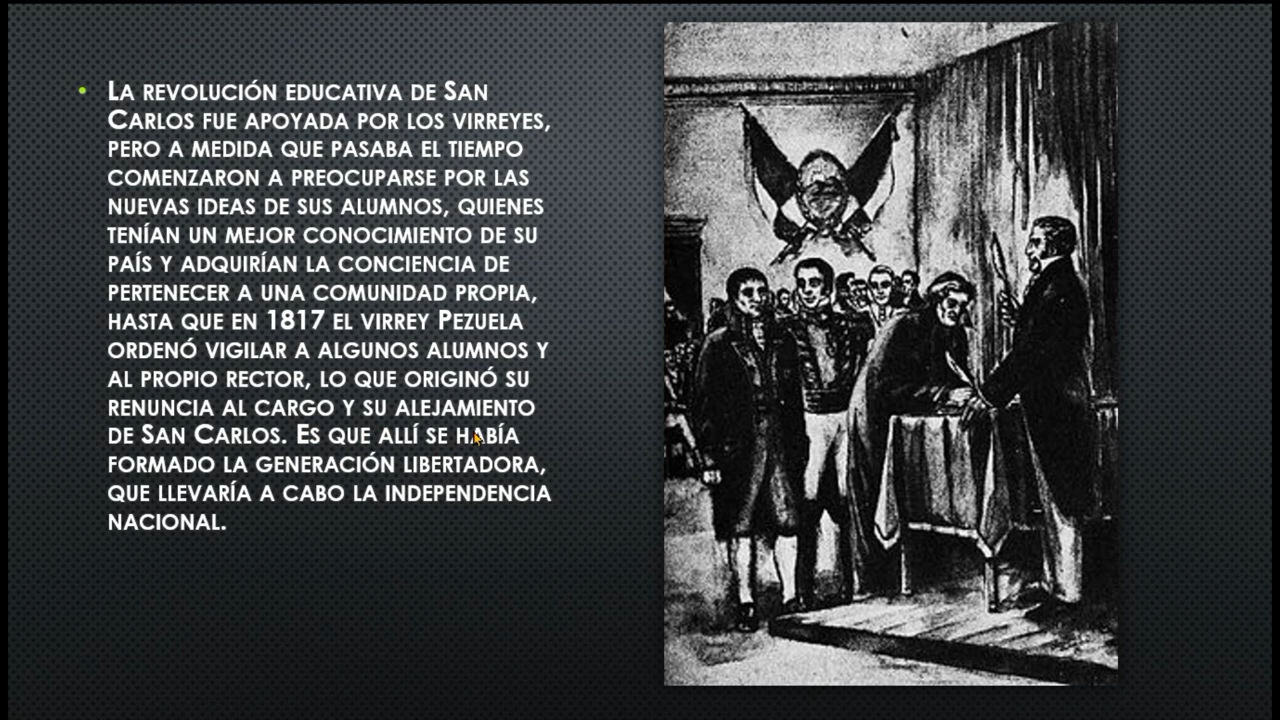 • LA REVOLUCIÓN EDUCATIVA DE SAN
CARLOS FUE APOYADA POR LOS VIRREYES,
PERO A MEDIDA QUE PASABA EL TIEMPO
COMENZARON A PREOCUPARSE POR LAS
NUEVAS IDEAS DE SUS ALUMNOS, QUIENES
TENÍAN UN MEJOR CONOCIMIENTO DE SU
PAÍS Y ADQUIRÍAN LA CONCIENCIA DE
PERTENECER A UNA COMUNIDAD PROPIA,
HASTA QUE EN 1817 EL VIRREY PEZUELA
ORDENÓ VIGILAR A ALGUNOS ALUMNOS Y
AL PROPIO RECTOR, LO QUE ORIGINÓ SU
RENUNCIA AL CARGO Y SU ALEJAMIENTO
DE SAN CARLOS. ES QUE ALLÍ SE HABÍA
FORMADO LA GENERACIÓN LIBERTADORA,
QUE LLEVARÍA A CABO LA INDEPENDENCIA
NACIONAL.